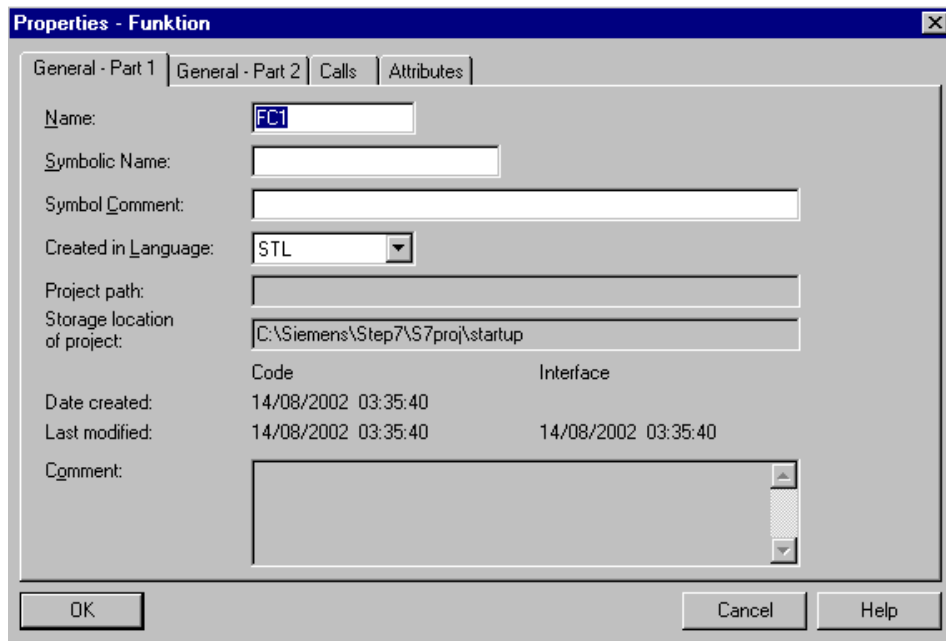 Properties - Funktion
General - Part 1 General - Part 2 Calls Attributes
Name: FC1
Symbolic Name:
Symbol Comment:
Created in Language: STL
Project path:
Storage location
of project: C:\Siemens\Step7\S7proj\startup
Code Interface
Date created: 14/08/2002 03:35:40
Last modified: 14/08/2002 03:35:40 14/08/2002 03:35:40
Comment:
OK Cancel Help